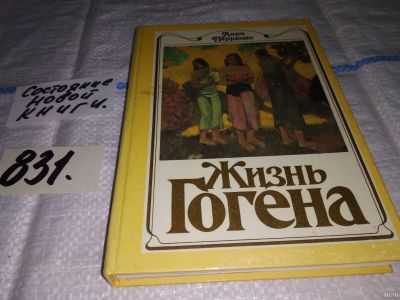 Анри Перрюшо
Жизнь
Гогена
Состояние
новой
книги.
831.